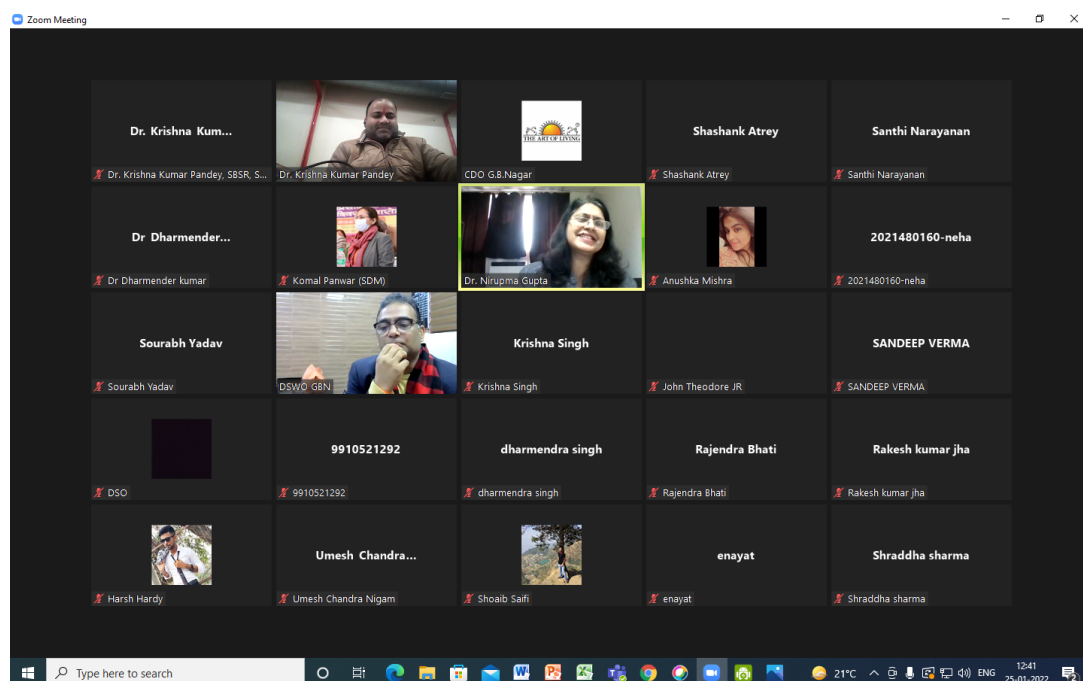 Zoom Meeting
Dr. Krishna Kum...
Dr. Krishna Kumar Pandey, SBSR, S...
Dr. Krishna Kumar Pandey
THE ART OF LIVING
CDO G.B.Nagar
Shashank Atrey
Shashank Atrey
Santhi Narayanan
Santhi Narayanan
Dr Dharmender...
Dr Dharmender kumar
Komal Panwar (SDM)
Dr. Nirupma Gupta
Anushka Mishra
2021480160-neha
2021480160-neha
Sourabh Yadav
Sourabh Yadav
DSWO GBN
Krishna Singh
Krishna Singh
John Theodore JR
SANDEEP VERMA
SANDEEP VERMA
DSO
9910521292
9910521292
dharmendra singh
dharmendra singh
Rajendra Bhati
Rajendra Bhati
Rakesh kumar jha
Rakesh kumar jha
Harsh Hardy
Umesh Chandra...
Umesh Chandra Nigam
Shoaib Saifi
enayat
enayat
Shraddha sharma
Shraddha sharma
Type here to search
21°C
ENG
12:41
25-01-2022